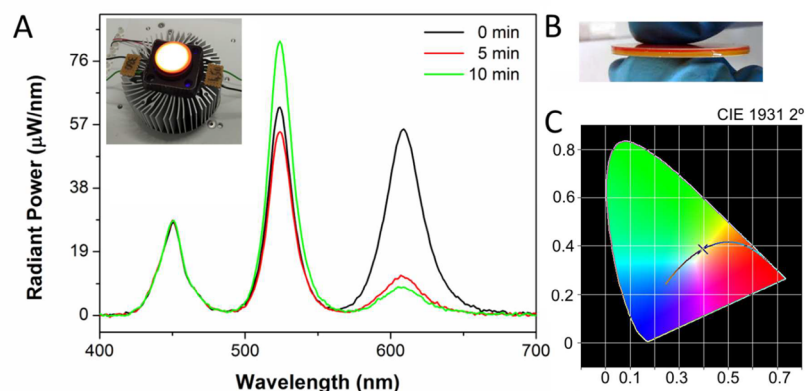 A
B
C
0 min
5 min
10 min
Radiant Power (μW/nm)
76
57
38
19
0
400 500 600 700
Wavelength (nm)
CIE 1931 2º
0.8
0.6
0.4
0.2
0
0 0.1 0.3 0.5 0.7